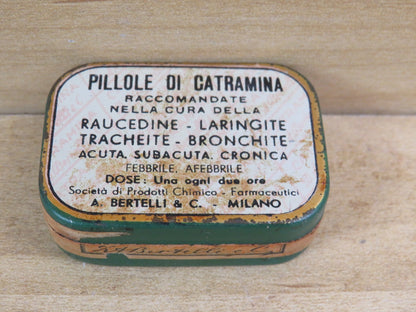 PILLOLE DI CATRAMINA
RACCOMANDATE
NELLA CURA DELLA
RAUCEDINE - LARINGITE
TRACHEITE - BRONCHITE
ACUTA, SUBACUTA, CRONICA
FEBBRILE, AFEBBRILE
DOSE: Una ogni due ore
Società di Prodotti Chimico - Farmaceutici
A. BERTELLI & C. - MILANO
Bertelli